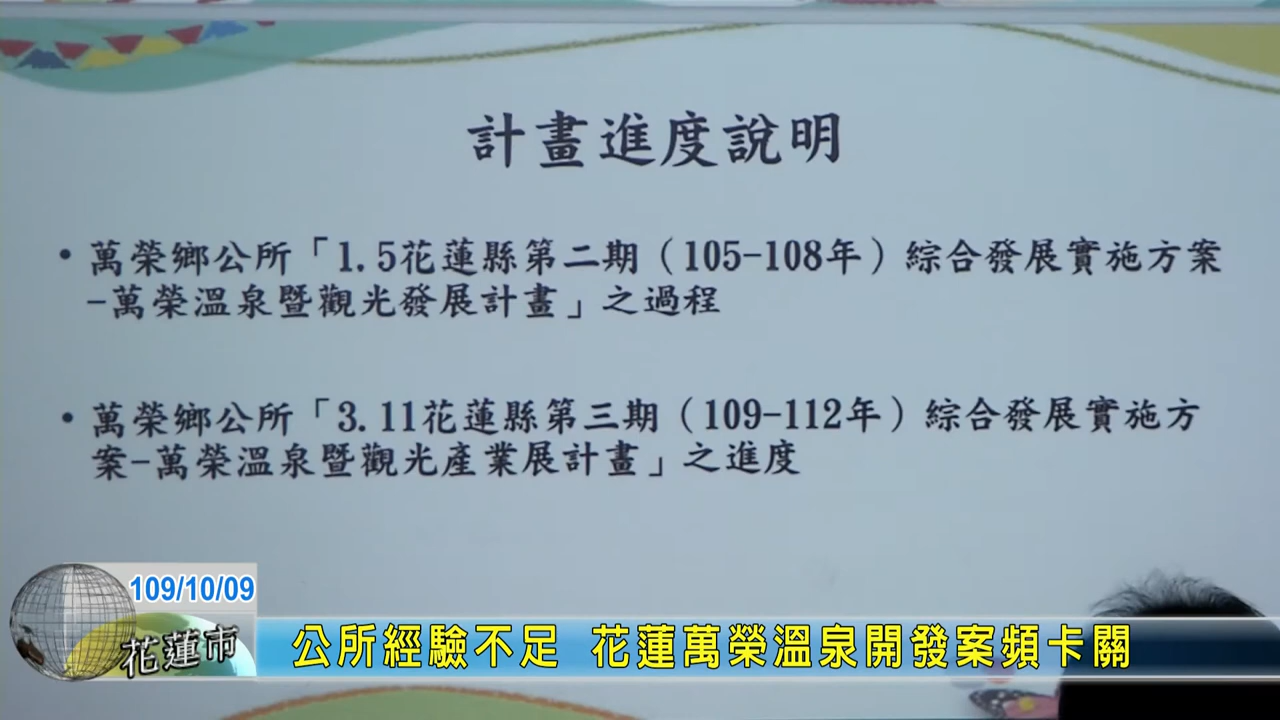 計畫進度說明
•萬榮鄉公所「1.5花蓮縣第二期（105-108年）綜合發展實施方案
-萬榮溫泉暨觀光發展計畫」之過程
•萬榮鄉公所「3.11花蓮縣第三期（109-112年）綜合發展實施方
案-萬榮溫泉暨觀光產業展計畫」之進度
109/10/09
花蓮市
公所經驗不足 花蓮萬榮溫泉開發案頻卡關